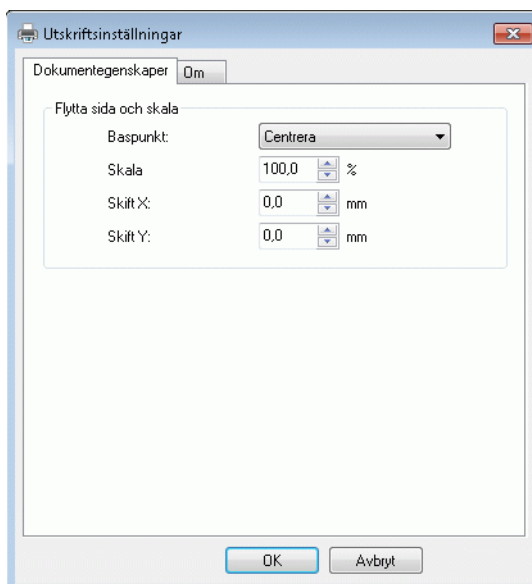 Utskriftsinställningar
Dokumentegenskaper Om
Flytta sida och skala
Baspunkt: Centrera
Skala 100,0 %
Skift X: 0,0 mm
Skift Y: 0,0 mm
OK Avbryt